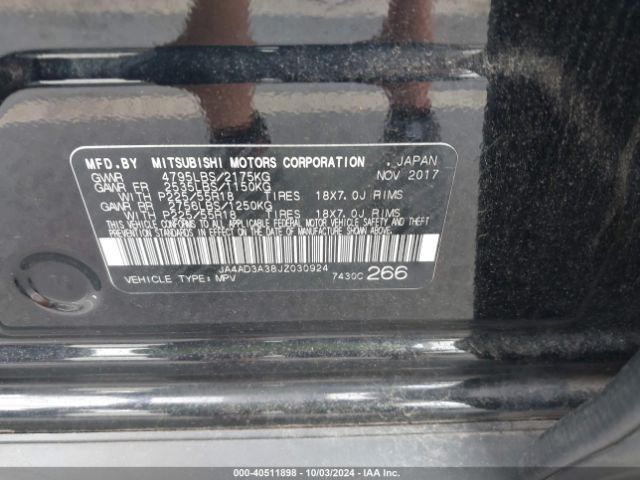 MFD.BY MITSUBISHI MOTORS CORPORATION , JAPAN
GWWR 4795LBS/2175KG NOV 2017
GAWR FR 2535LBS/1150KG
WITH P225/55R18 TIRES 18X7.0J RIMS
GAWR RR 2756LBS/1250KG
WITH P225/55R18 TIRES 18X7.0J RIMS
THIS VEHICLE CONFORMS TO ALL APPLICABLE FEDERAL MOTOR VEHICLE SAFETY AND
THEFT PREVENTION STANDARDS IN EFFECT ON THE DATE OF MANUFACTURE SHOWN ABOVE.
JA4AD3A38JZ030924
VEHICLE TYPE: MPV 7430C 266
000-40511898 - 10/03/2024 - IAA Inc.